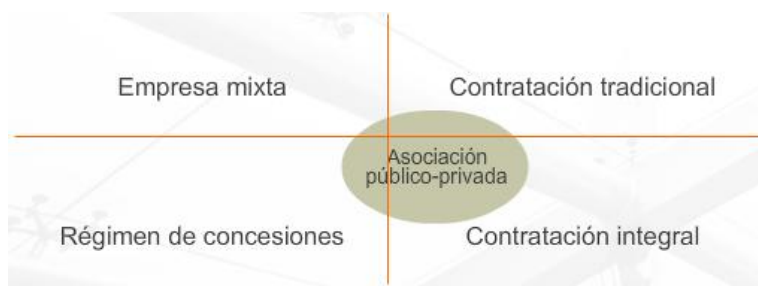 Empresa mixta
Contratación tradicional
Asociación
público-privada
Régimen de concesiones
Contratación integral